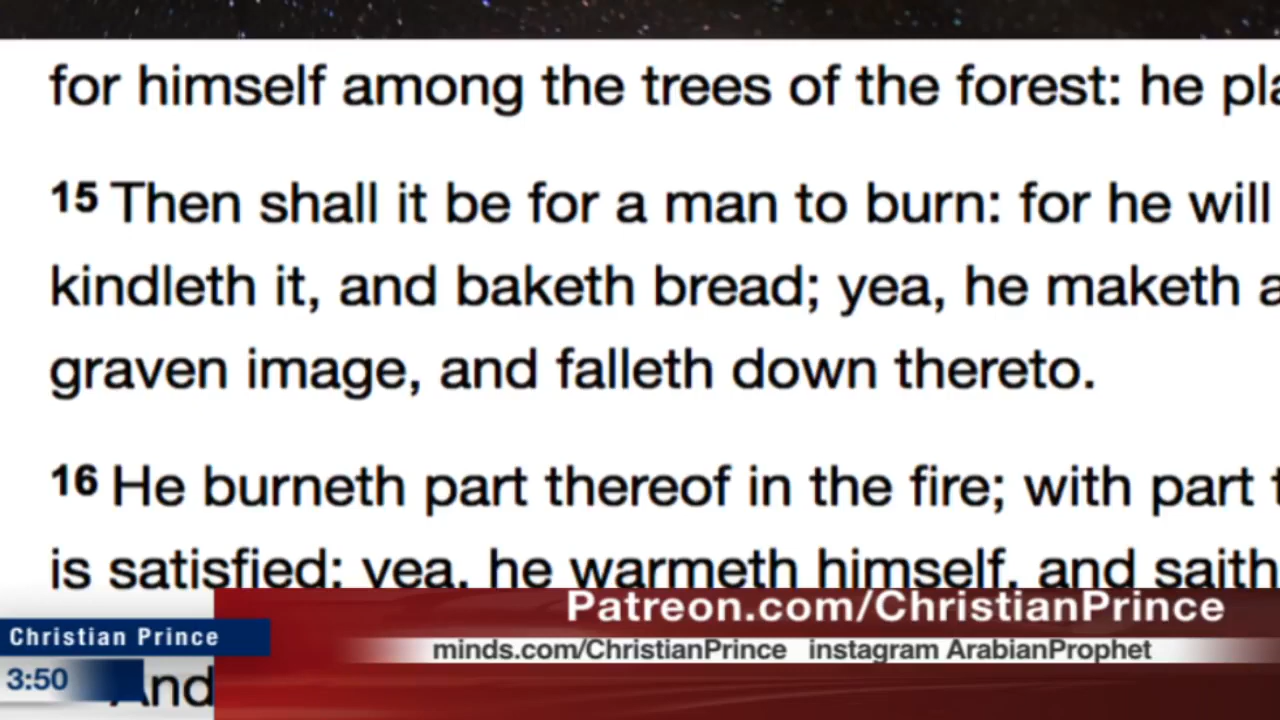 for himself among the trees of the forest: he
15 Then shall it be for a man to burn: for he will
kindleth it, and baketh bread; yea, he maketh
graven image, and falleth down thereto.
16 He burneth part thereof in the fire; with part
is satisfied: yea, he warmeth himself, and saith
And
Patreon.com/ChristianPrince
Christian Prince
minds.com/ChristianPrince instagram ArabianProphet
3:50